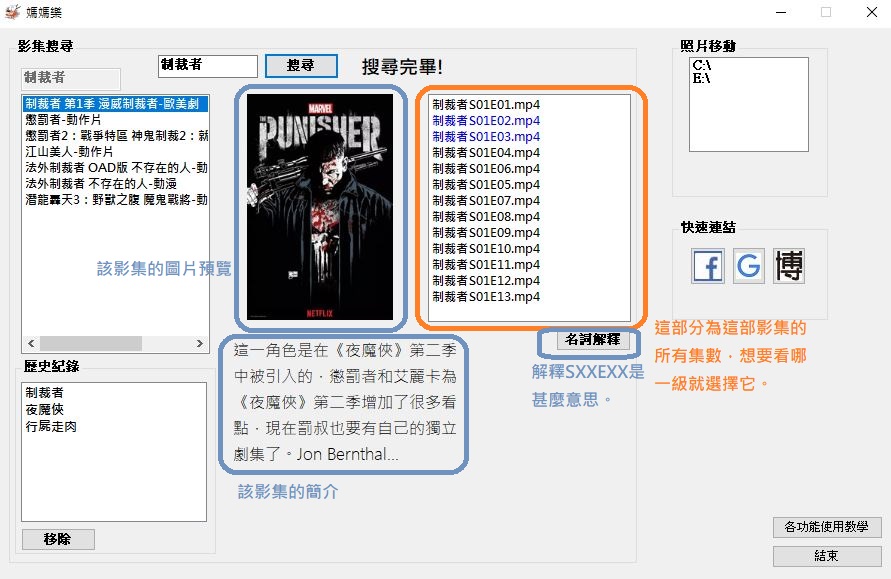 媽媽樂
影集搜尋
制裁者
搜尋
搜尋完畢!
制裁者
制裁者 第1季 漫威制裁者-歐美劇
懲罰者-動作片
懲罰者2：戰爭特區 神鬼制裁2：就
江山美人-動作片
法外制裁者 OAD版 不存在的人-動
法外制裁者 不存在的人-動漫
潛龍轟天3：野獸之腹 魔鬼戰將-動
MARVEL
THE
PUNISHER
NETFLIX
制裁者S01E01.mp4
制裁者S01E02.mp4
制裁者S01E03.mp4
制裁者S01E04.mp4
制裁者S01E06.mp4
制裁者S01E05.mp4
制裁者S01E07.mp4
制裁者S01E08.mp4
制裁者S01E09.mp4
制裁者S01E10.mp4
制裁者S01E11.mp4
制裁者S01E12.mp4
制裁者S01E13.mp4
該影集的圖片預覽
名詞解釋
解釋SXXEXX是
甚麼意思。
這一角色是在《夜魔俠》第二季
中被引入的，懲罰者和艾麗卡為
《夜魔俠》第二季增加了很多看
點，現在罰叔也要有自己的獨立
劇集了。Jon Bernthal...
該影集的簡介
歷史紀錄
制裁者
夜魔俠
行屍走肉
移除
照片移動
C:\
E:\
快速連結
f
G
博
這部分為這部影集的
所有集數，想要看哪
一級就選擇它。
各功能使用教學
結束